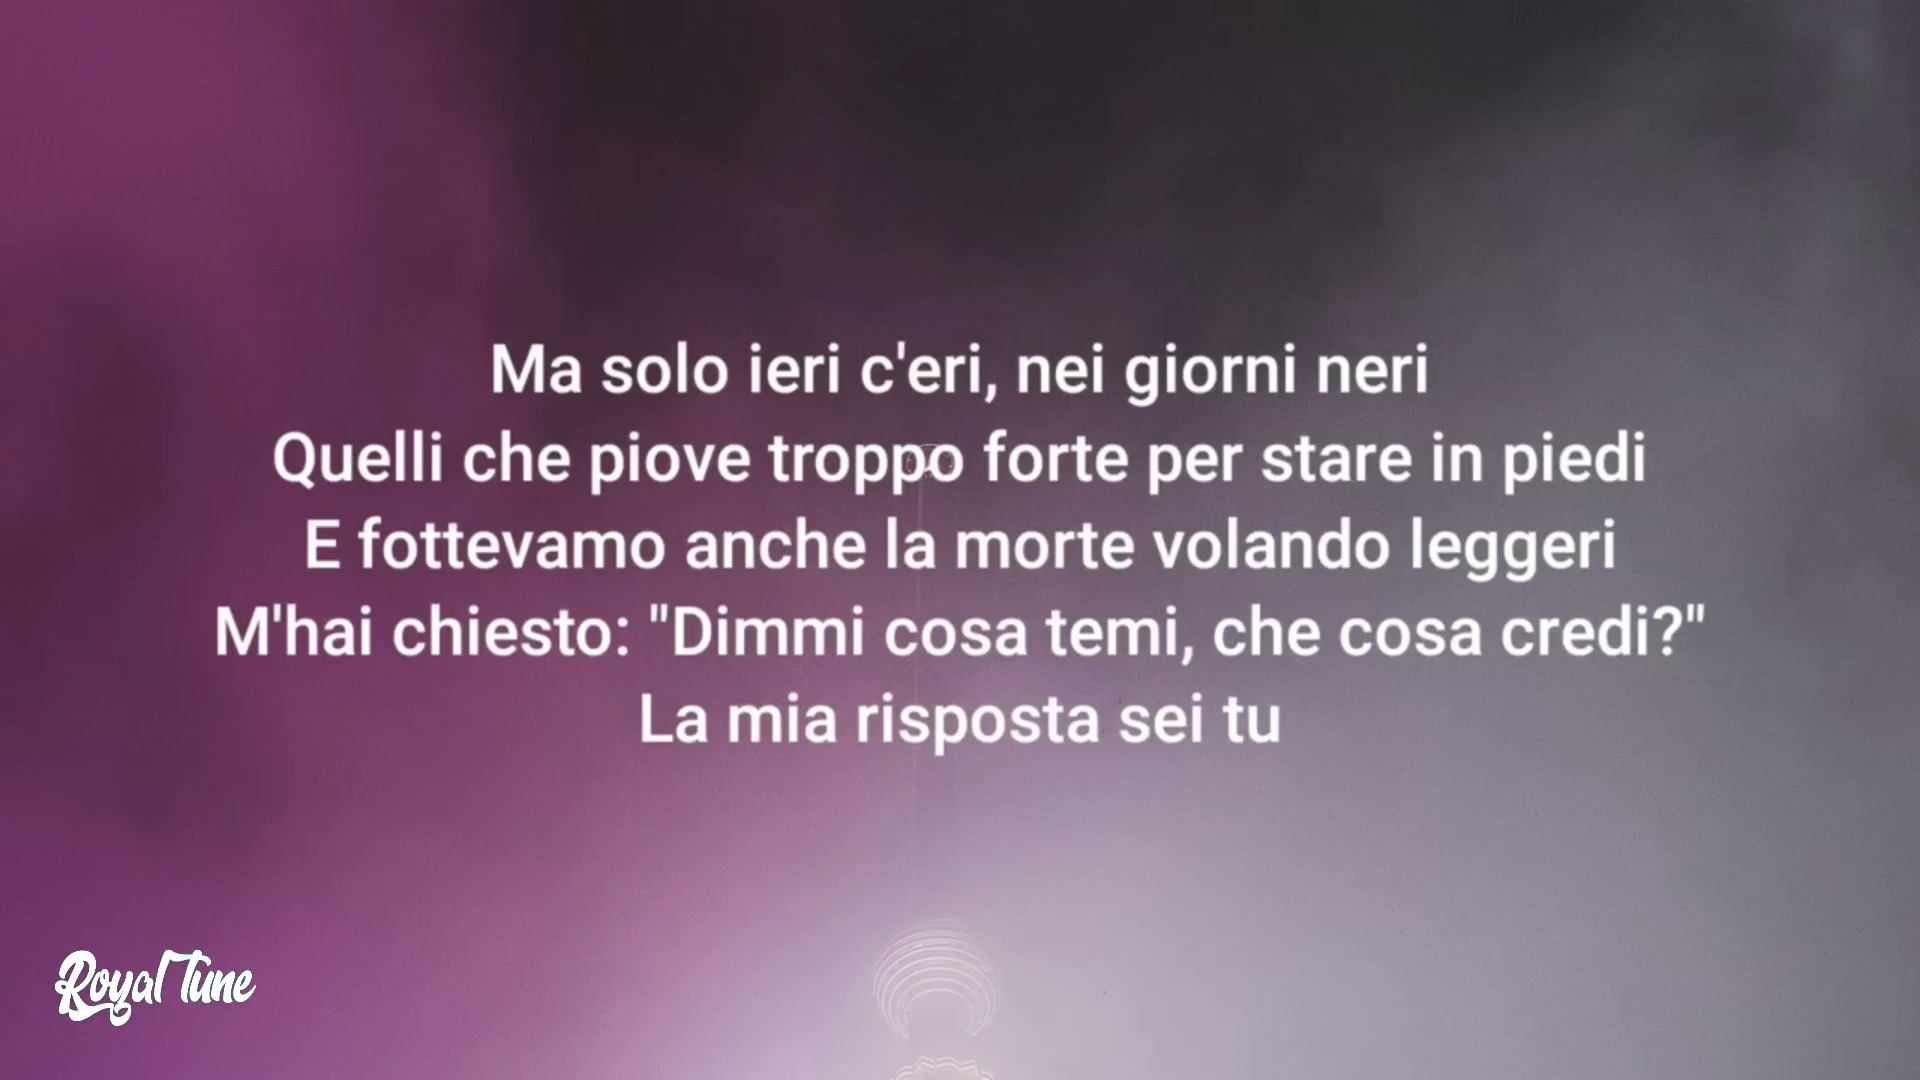 Ma solo ieri c'eri, nei giorni neri
Quelli che piove troppo forte per stare in piedi
E fottevamo anche la morte volando leggeri
M'hai chiesto: "Dimmi cosa temi, che cosa credi?"
La mia risposta sei tu
Royal Tune